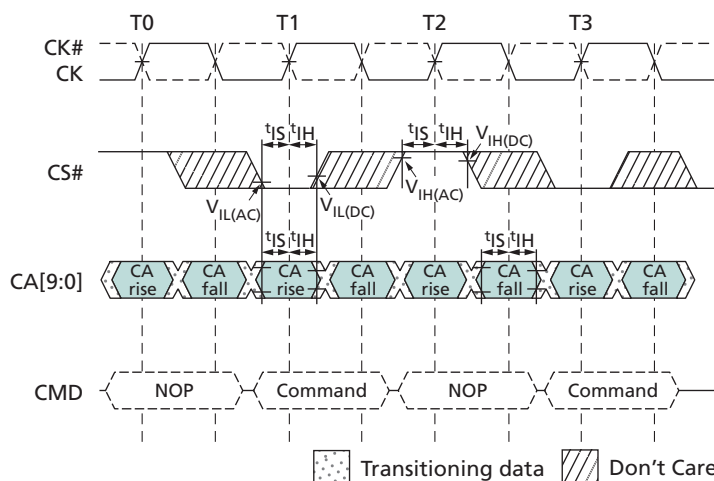 T0 T1 T2 T3
CK#
CK
tIS tIH tIS tIH
VIH(DC)
CS#
VIL(AC) VIL(DC) VIH(AC)
tIS tIH tIS tIH
CA[9:0]
CA rise CA fall CA rise CA fall CA rise CA fall CA rise CA fall
CMD NOP Command NOP Command
Transitioning data Don't Care